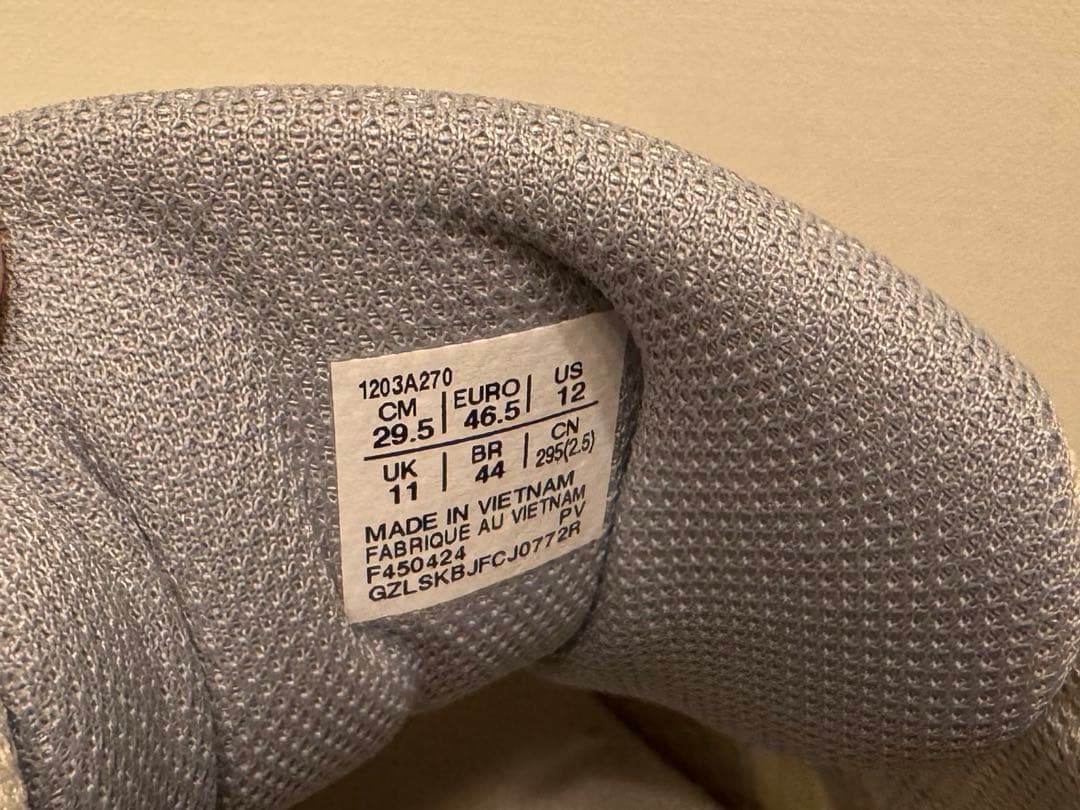 1203A270
CM | EURO | US
29.5 | 46.5 | 12
UK | BR | CN
11 | 44 | 295(2.5)
MADE IN VIETNAM
FABRIQUE AU VIETNAM
F450424 PV
GZLSKBJFCJ0772R